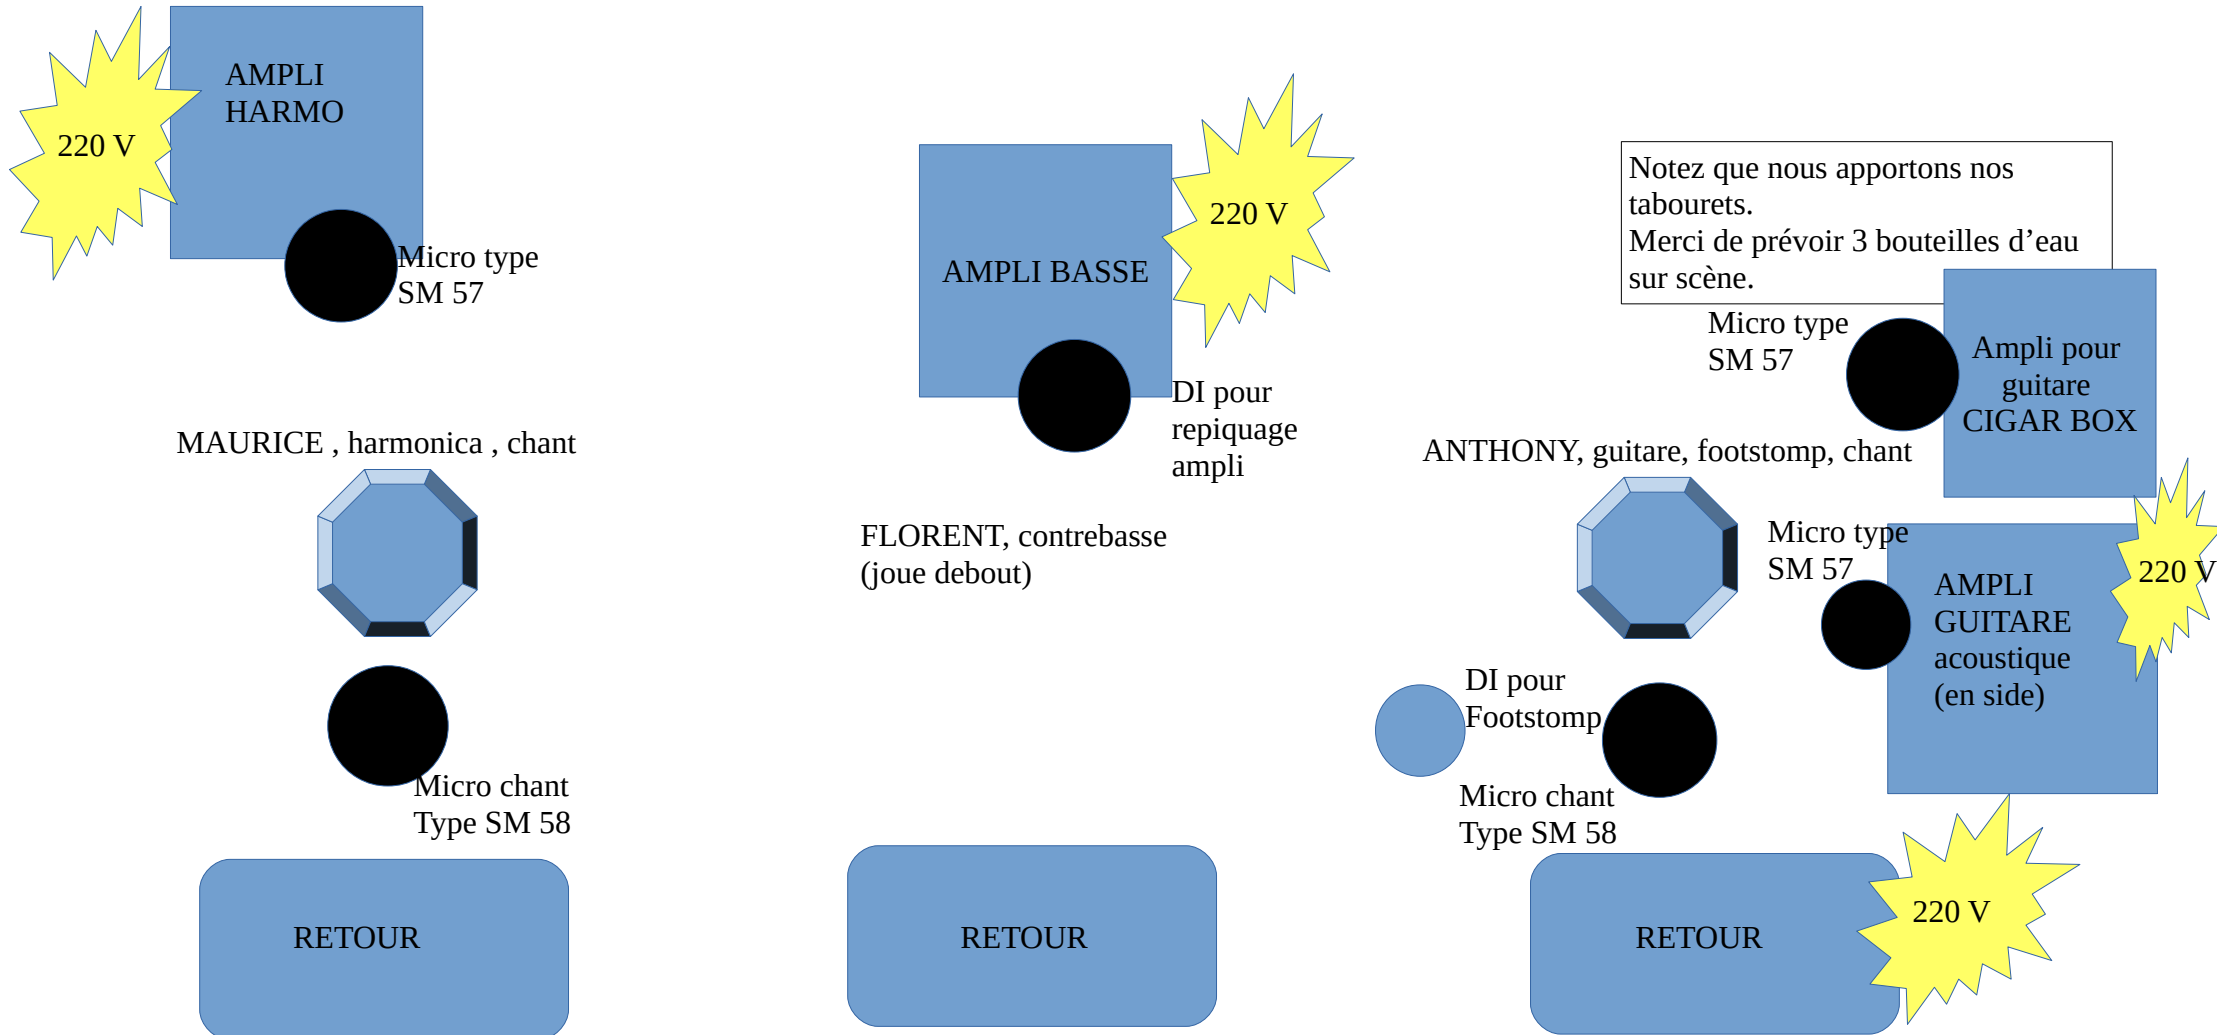 AMPLI
HARMO
220 V
Micro type
SM 57
MAURICE , harmonica , chant
Micro chant
Type SM 58
RETOUR
220 V
AMPLI BASSE
DI pour
repiquage
ampli
FLORENT, contrebasse
(joue debout)
RETOUR
Notez que nous apportons nos
tabourets.
Merci de prévoir 3 bouteilles d’eau
sur scène.
Micro type
SM 57
Ampli pour
guitare
CIGAR BOX
ANTHONY, guitare, footstomp, chant
Micro type
SM 57
220 V
AMPLI
GUITARE
acoustique
(en side)
DI pour
Footstomp
Micro chant
Type SM 58
RETOUR
220 V